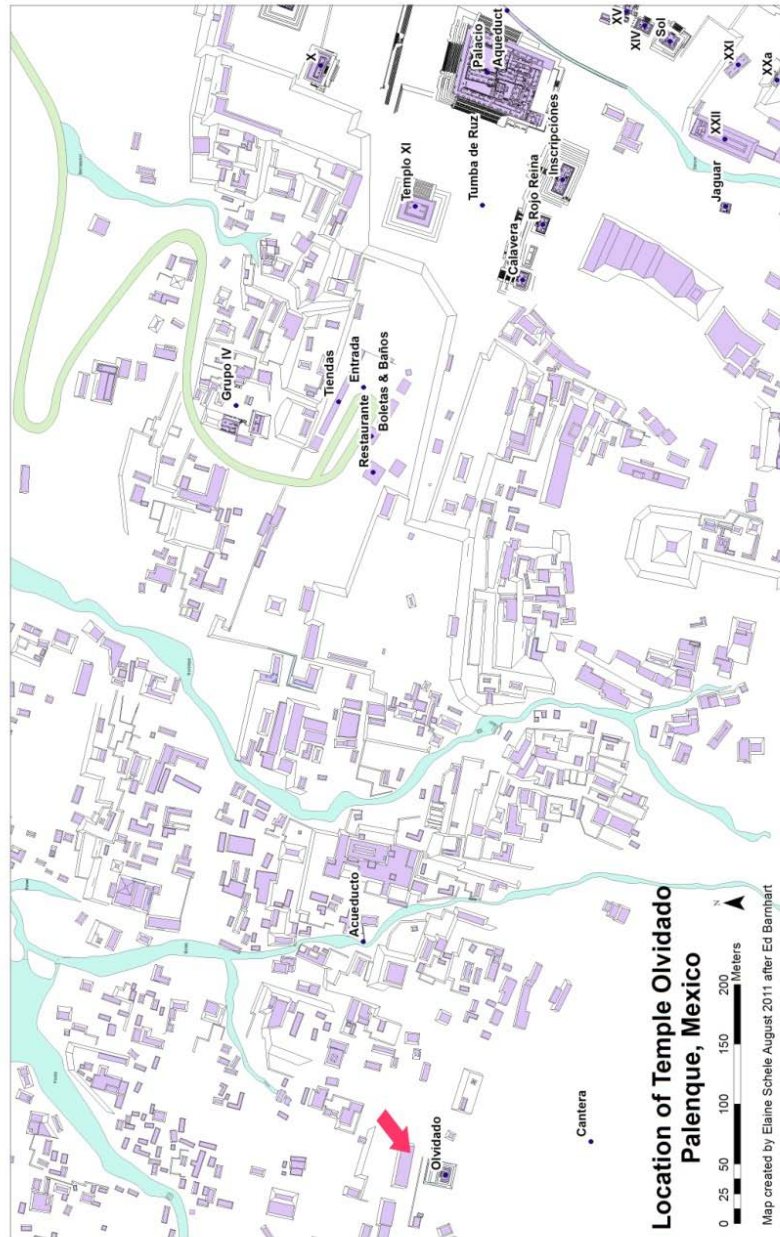 Location of Temple Olvidado
Palenque, Mexico
0 50 100 150 200
Meters
N
Map created by Elaine Schele August 2011 after Ed Barnhart
Olvidado
Cantera
Acueducto
Restaurante
Boletas & Baños
Entrada
Tiendas
Grupo IV
X
Templo XI
Tumba de Ruz
Palacio
Aqueduct
Calavera
Rojo Reina
Inscripciónes
Jaguar
XXII
XXI
XXa
Sol
XIV
XV